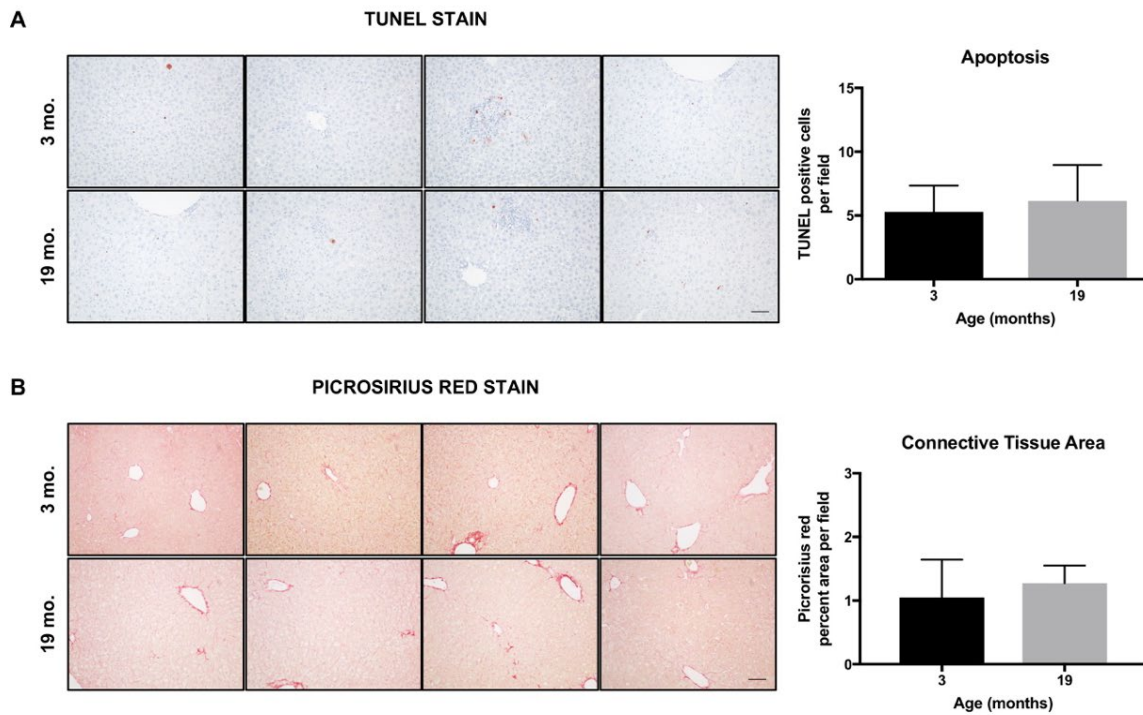 A
TUNEL STAIN
3 mo.
19 mo.
Apoptosis
TUNEL positive cells
per field
15
10
5
0
3
19
Age (months)
B
PICROSIRIUS RED STAIN
3 mo.
19 mo.
Connective Tissue Area
Picrorisius red
percent area per field
3
2
1
0
3
19
Age (months)